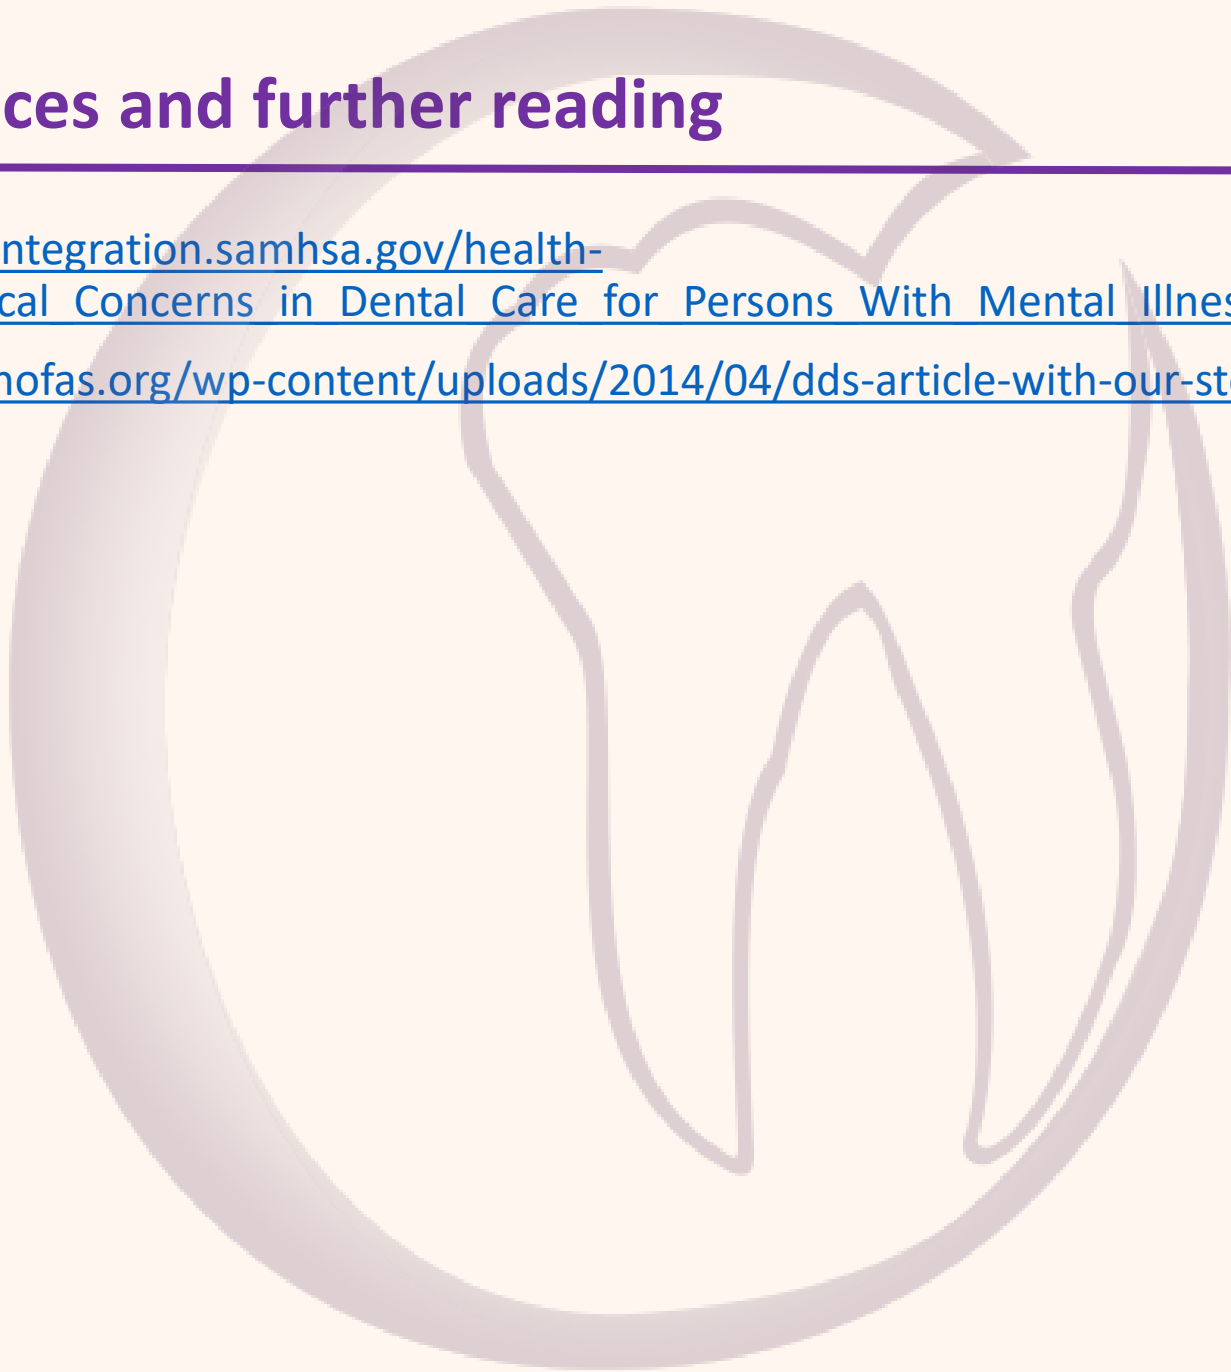 ces and further reading
ntegration.samhsa.gov/health-
cal_Concerns_in_Dental_Care_for_Persons_With_Mental_Illnes
nofas.org/wp-content/uploads/2014/04/dds-article-with-our-st